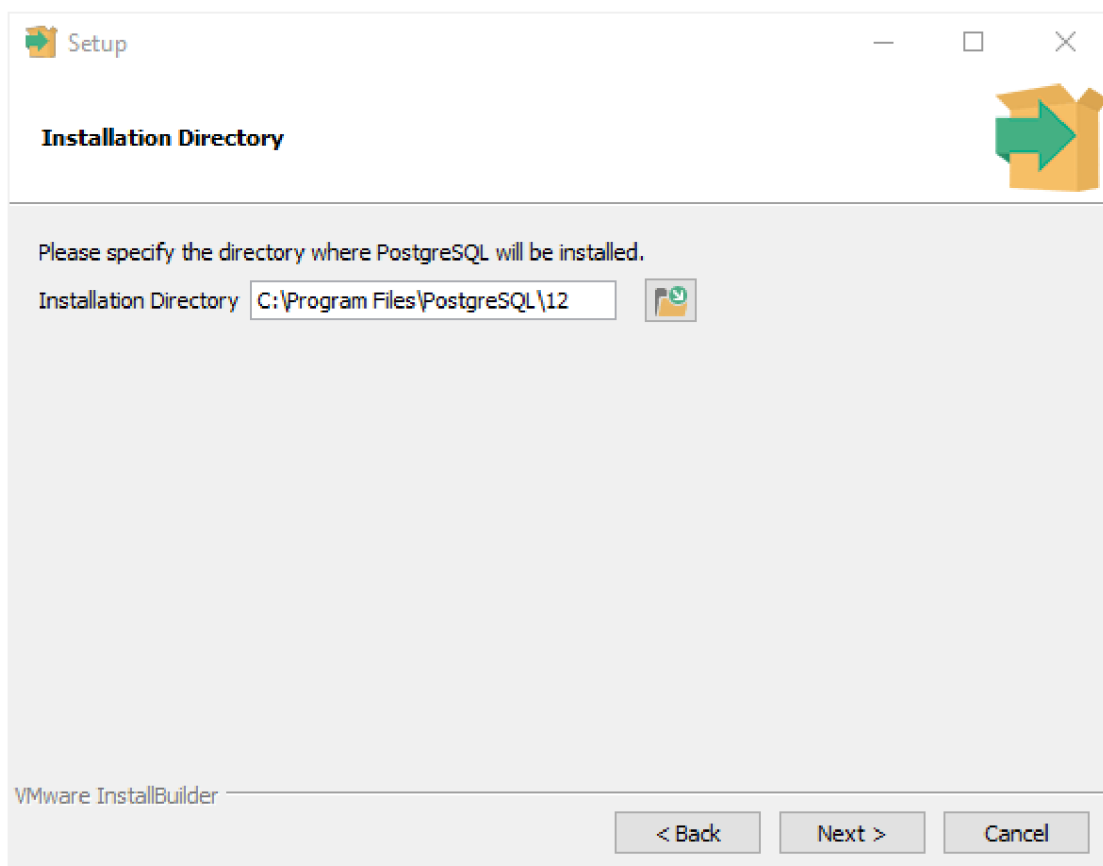 Setup
Installation Directory
Please specify the directory where PostgreSQL will be installed.
Installation Directory C:\Program Files\PostgreSQL\12
VMware InstallBuilder
< Back Next > Cancel